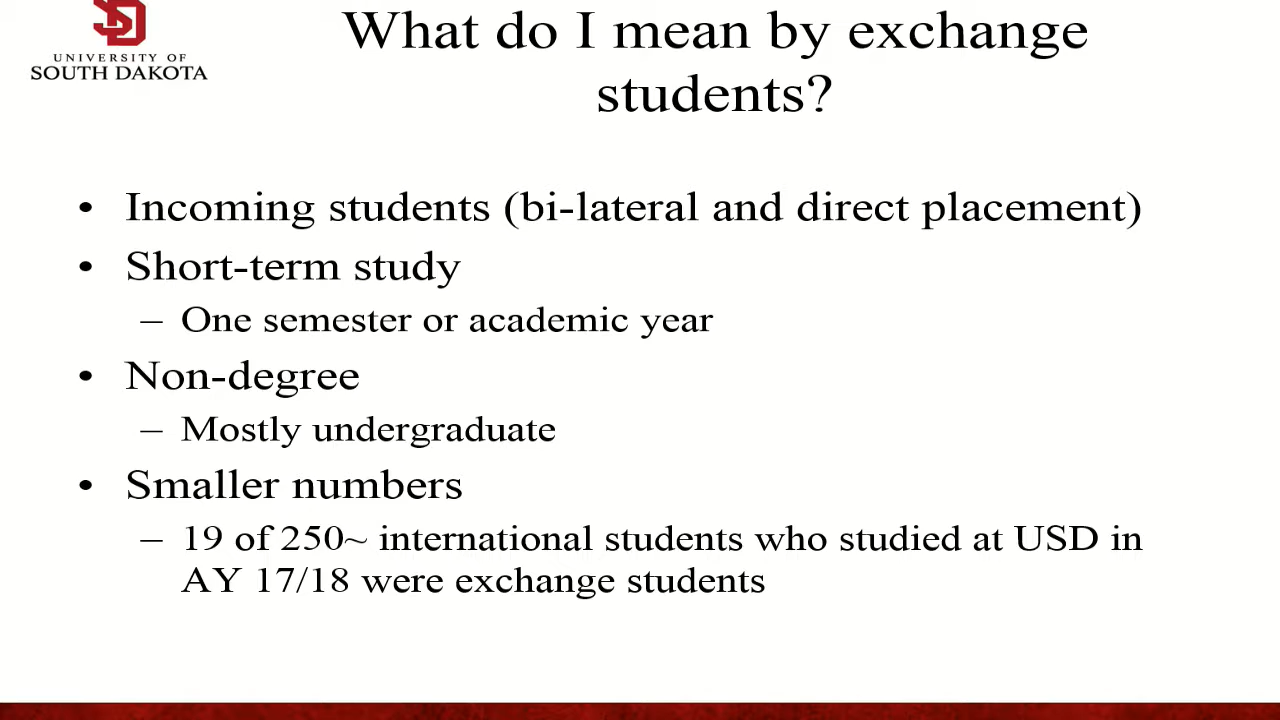 UNIVERSITY OF
SOUTH DAKOTA
What do I mean by exchange
students?
• Incoming students (bi-lateral and direct placement)
• Short-term study
– One semester or academic year
• Non-degree
– Mostly undergraduate
• Smaller numbers
– 19 of 250~ international students who studied at USD in
AY 17/18 were exchange students